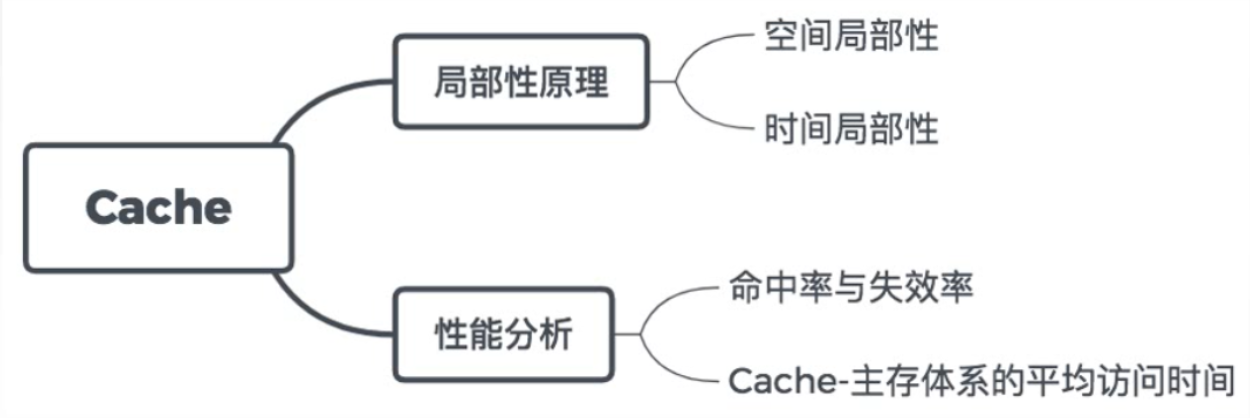 Cache
局部性原理
空间局部性
时间局部性
性能分析
命中率与失效率
Cache-主存体系的平均访问时间